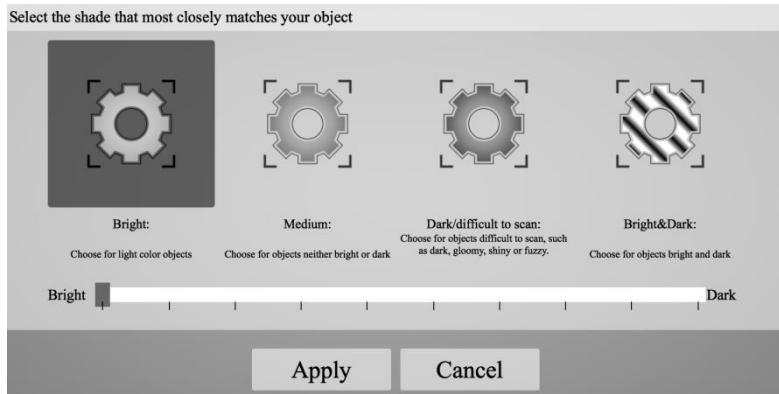 Select the shade that most closely matches your object
Bright:
Choose for light color objects
Medium:
Choose for objects neither bright or dark
Dark/difficult to scan:
Choose for objects difficult to scan, such
as dark, gloomy, shiny or fuzzy.
Bright&Dark:
Choose for objects bright and dark
Bright
Dark
Apply
Cancel